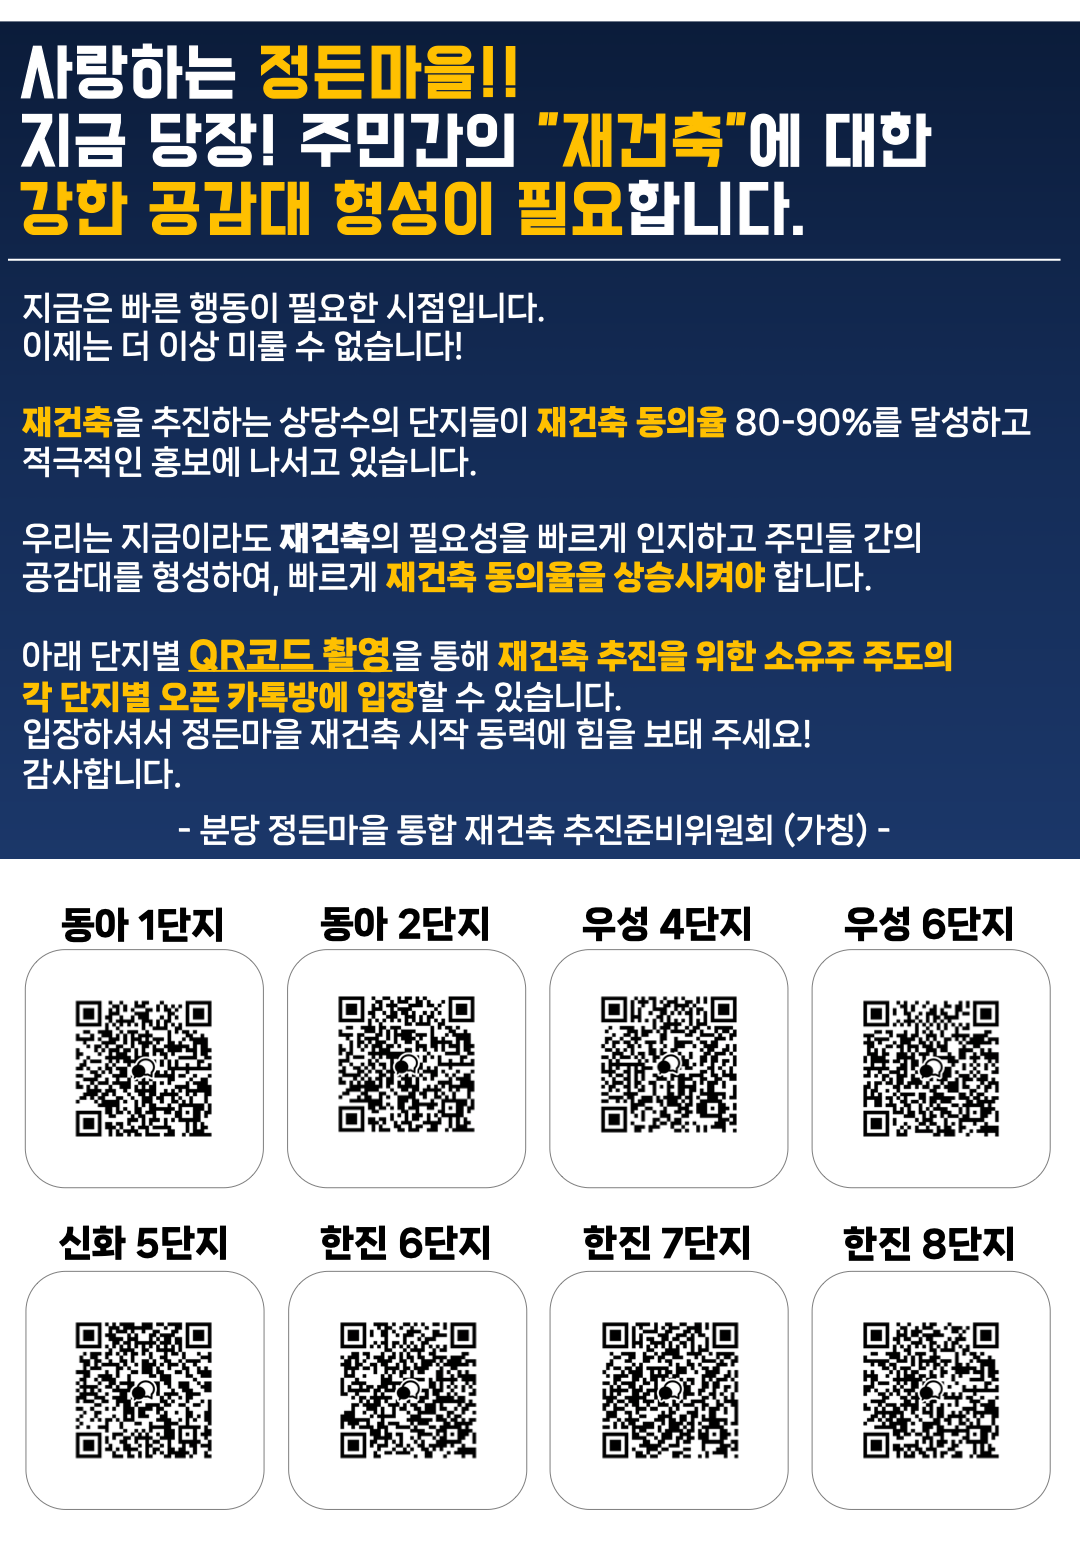 사랑하는 정든마을!!
지금 당장! 주민간의 "재건축"에 대한
강한 공감대 형성이 필요합니다.
지금은 빠른 행동이 필요한 시점입니다.
이제는 더 이상 미룰 수 없습니다!
재건축을 추진하는 상당수의 단지들이 재건축 동의율 80-90%를 달성하고
적극적인 홍보에 나서고 있습니다.
우리는 지금이라도 재건축의 필요성을 빠르게 인지하고 주민들 간의
공감대를 형성하여, 빠르게 재건축 동의율을 상승시켜야 합니다.
아래 단지별 QR코드 촬영을 통해 재건축 추진을 위한 소유주 주도의
각 단지별 오픈 카톡방에 입장할 수 있습니다.
입장하셔서 정든마을 재건축 시작 동력에 힘을 보태 주세요!
감사합니다.
- 분당 정든마을 통합 재건축 추진준비위원회 (가칭) -
동아 1단지 동아 2단지 우성 4단지 우성 6단지
신화 5단지 한진 6단지 한진 7단지 한진 8단지